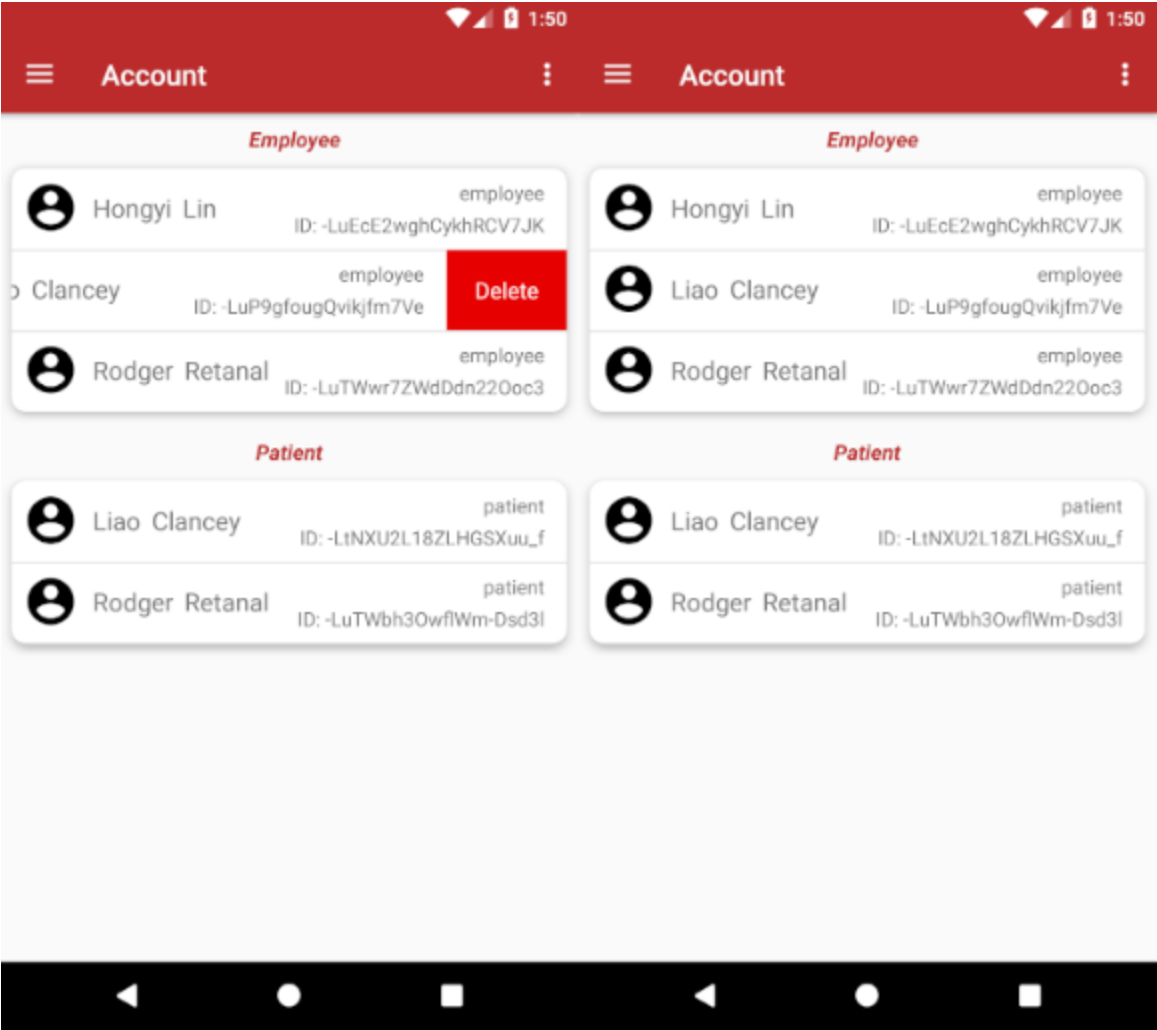 1:50
Account
Employee
Hongyi Lin
employee
ID: -LuEcE2wghCykhRCV7JK
Clancey
employee
ID: -LuP9gfougQvikjfm7Ve
Delete
Rodger Retanal
employee
ID: -LuTWwr7ZWdDdn22Ooc3
Patient
Liao Clancey
patient
ID: -LtNXU2L18ZLHGSXuu_f
Rodger Retanal
patient
ID: -LuTWbh3OwflWm-Dsd3l
1:50
Account
Employee
Hongyi Lin
employee
ID: -LuEcE2wghCykhRCV7JK
Liao Clancey
employee
ID: -LuP9gfougQvikjfm7Ve
Rodger Retanal
employee
ID: -LuTWwr7ZWdDdn22Ooc3
Patient
Liao Clancey
patient
ID: -LtNXU2L18ZLHGSXuu_f
Rodger Retanal
patient
ID: -LuTWbh3OwflWm-Dsd3l